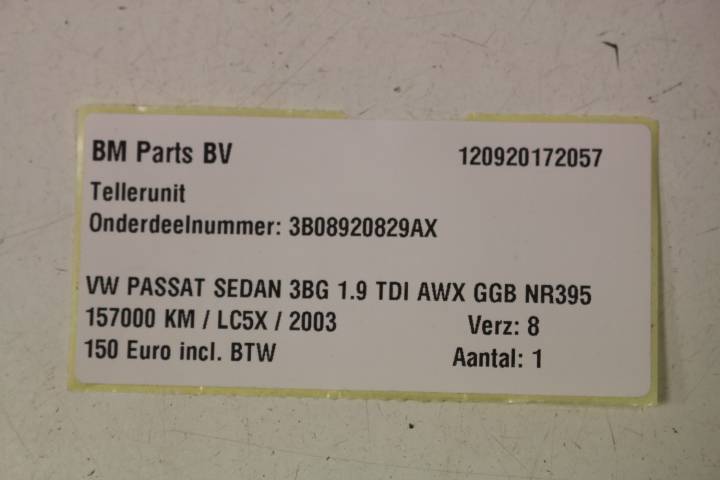 BM Parts BV 120920172057
Tellerunit
Onderdeelnummer: 3B08920829AX
VW PASSAT SEDAN 3BG 1.9 TDI AWX GGB NR395
157000 KM / LC5X / 2003 Verz: 8
150 Euro incl. BTW Aantal: 1